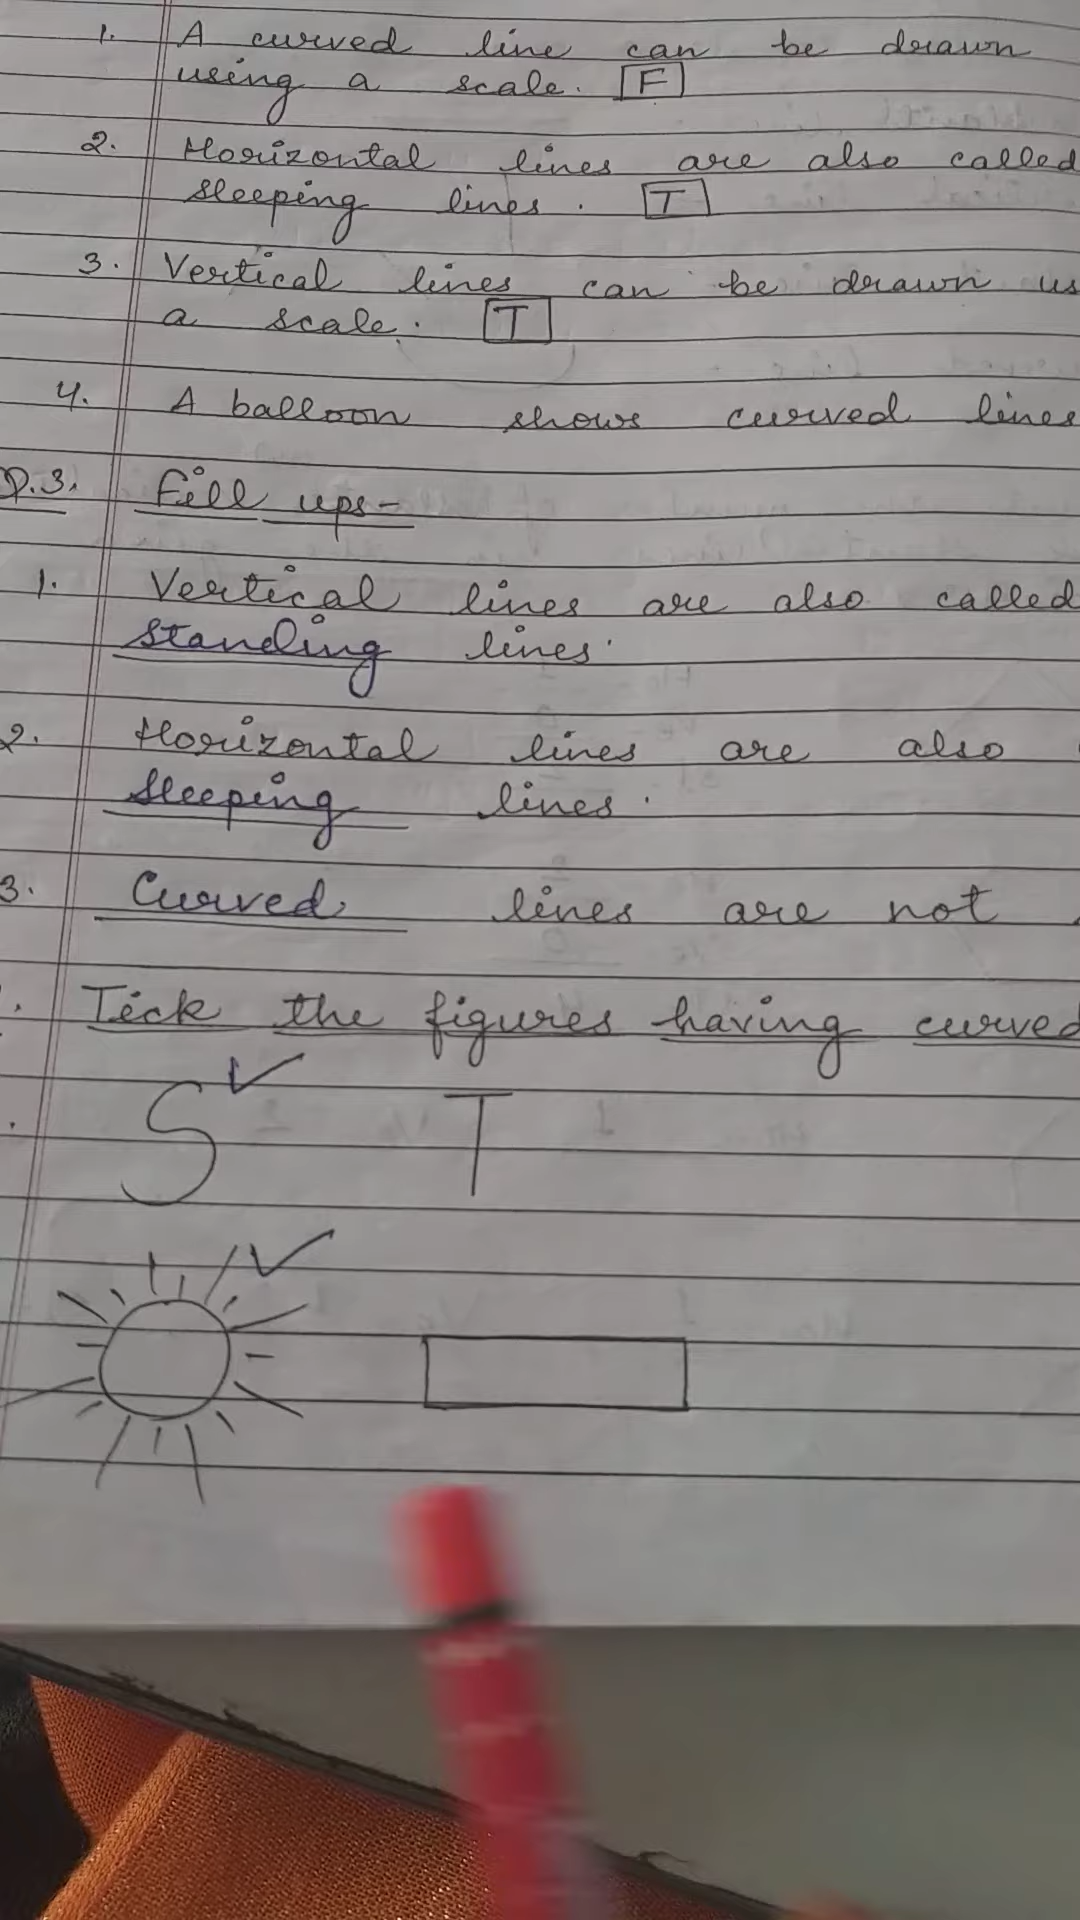 1. A curved line can be drawn
using a scale. F
2. Horizontal lines are also called
sleeping lines. T
3. Vertical lines can be drawn us
a scale. T
4. A balloon shows curved lines
Q.3. Fill ups-
1. Vertical lines are also called
standing lines.
2. Horizontal lines are also
sleeping lines.
3. Curved lines are not
Tick the figures having curved
S T